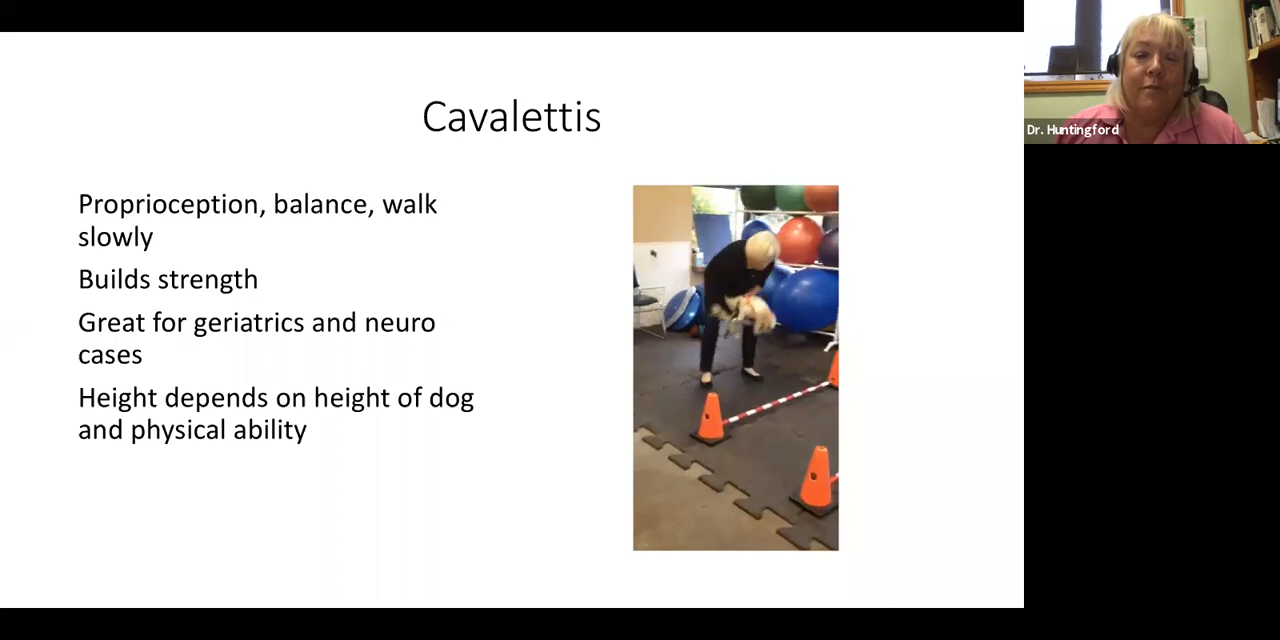 Cavalettis
Proprioception, balance, walk
slowly
Builds strength
Great for geriatrics and neuro
cases
Height depends on height of dog
and physical ability
Dr. Huntingford